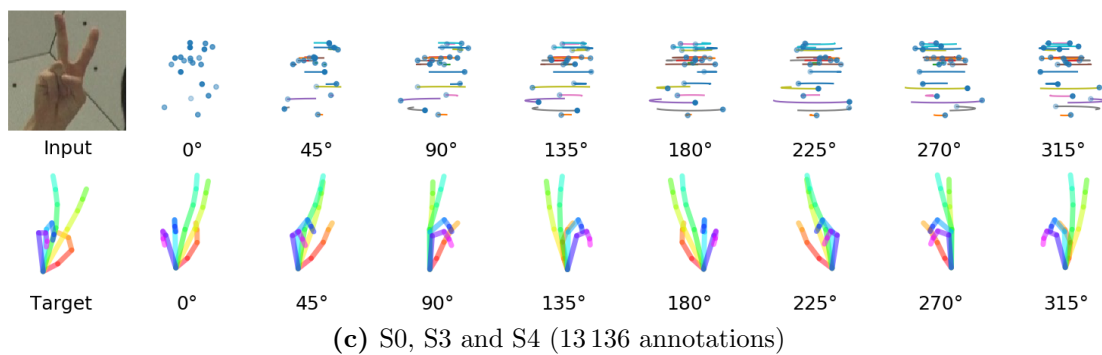 Input 0° 45° 90° 135° 180° 225° 270° 315°
Target 0° 45° 90° 135° 180° 225° 270° 315°
(c) S0, S3 and S4 (13 136 annotations)